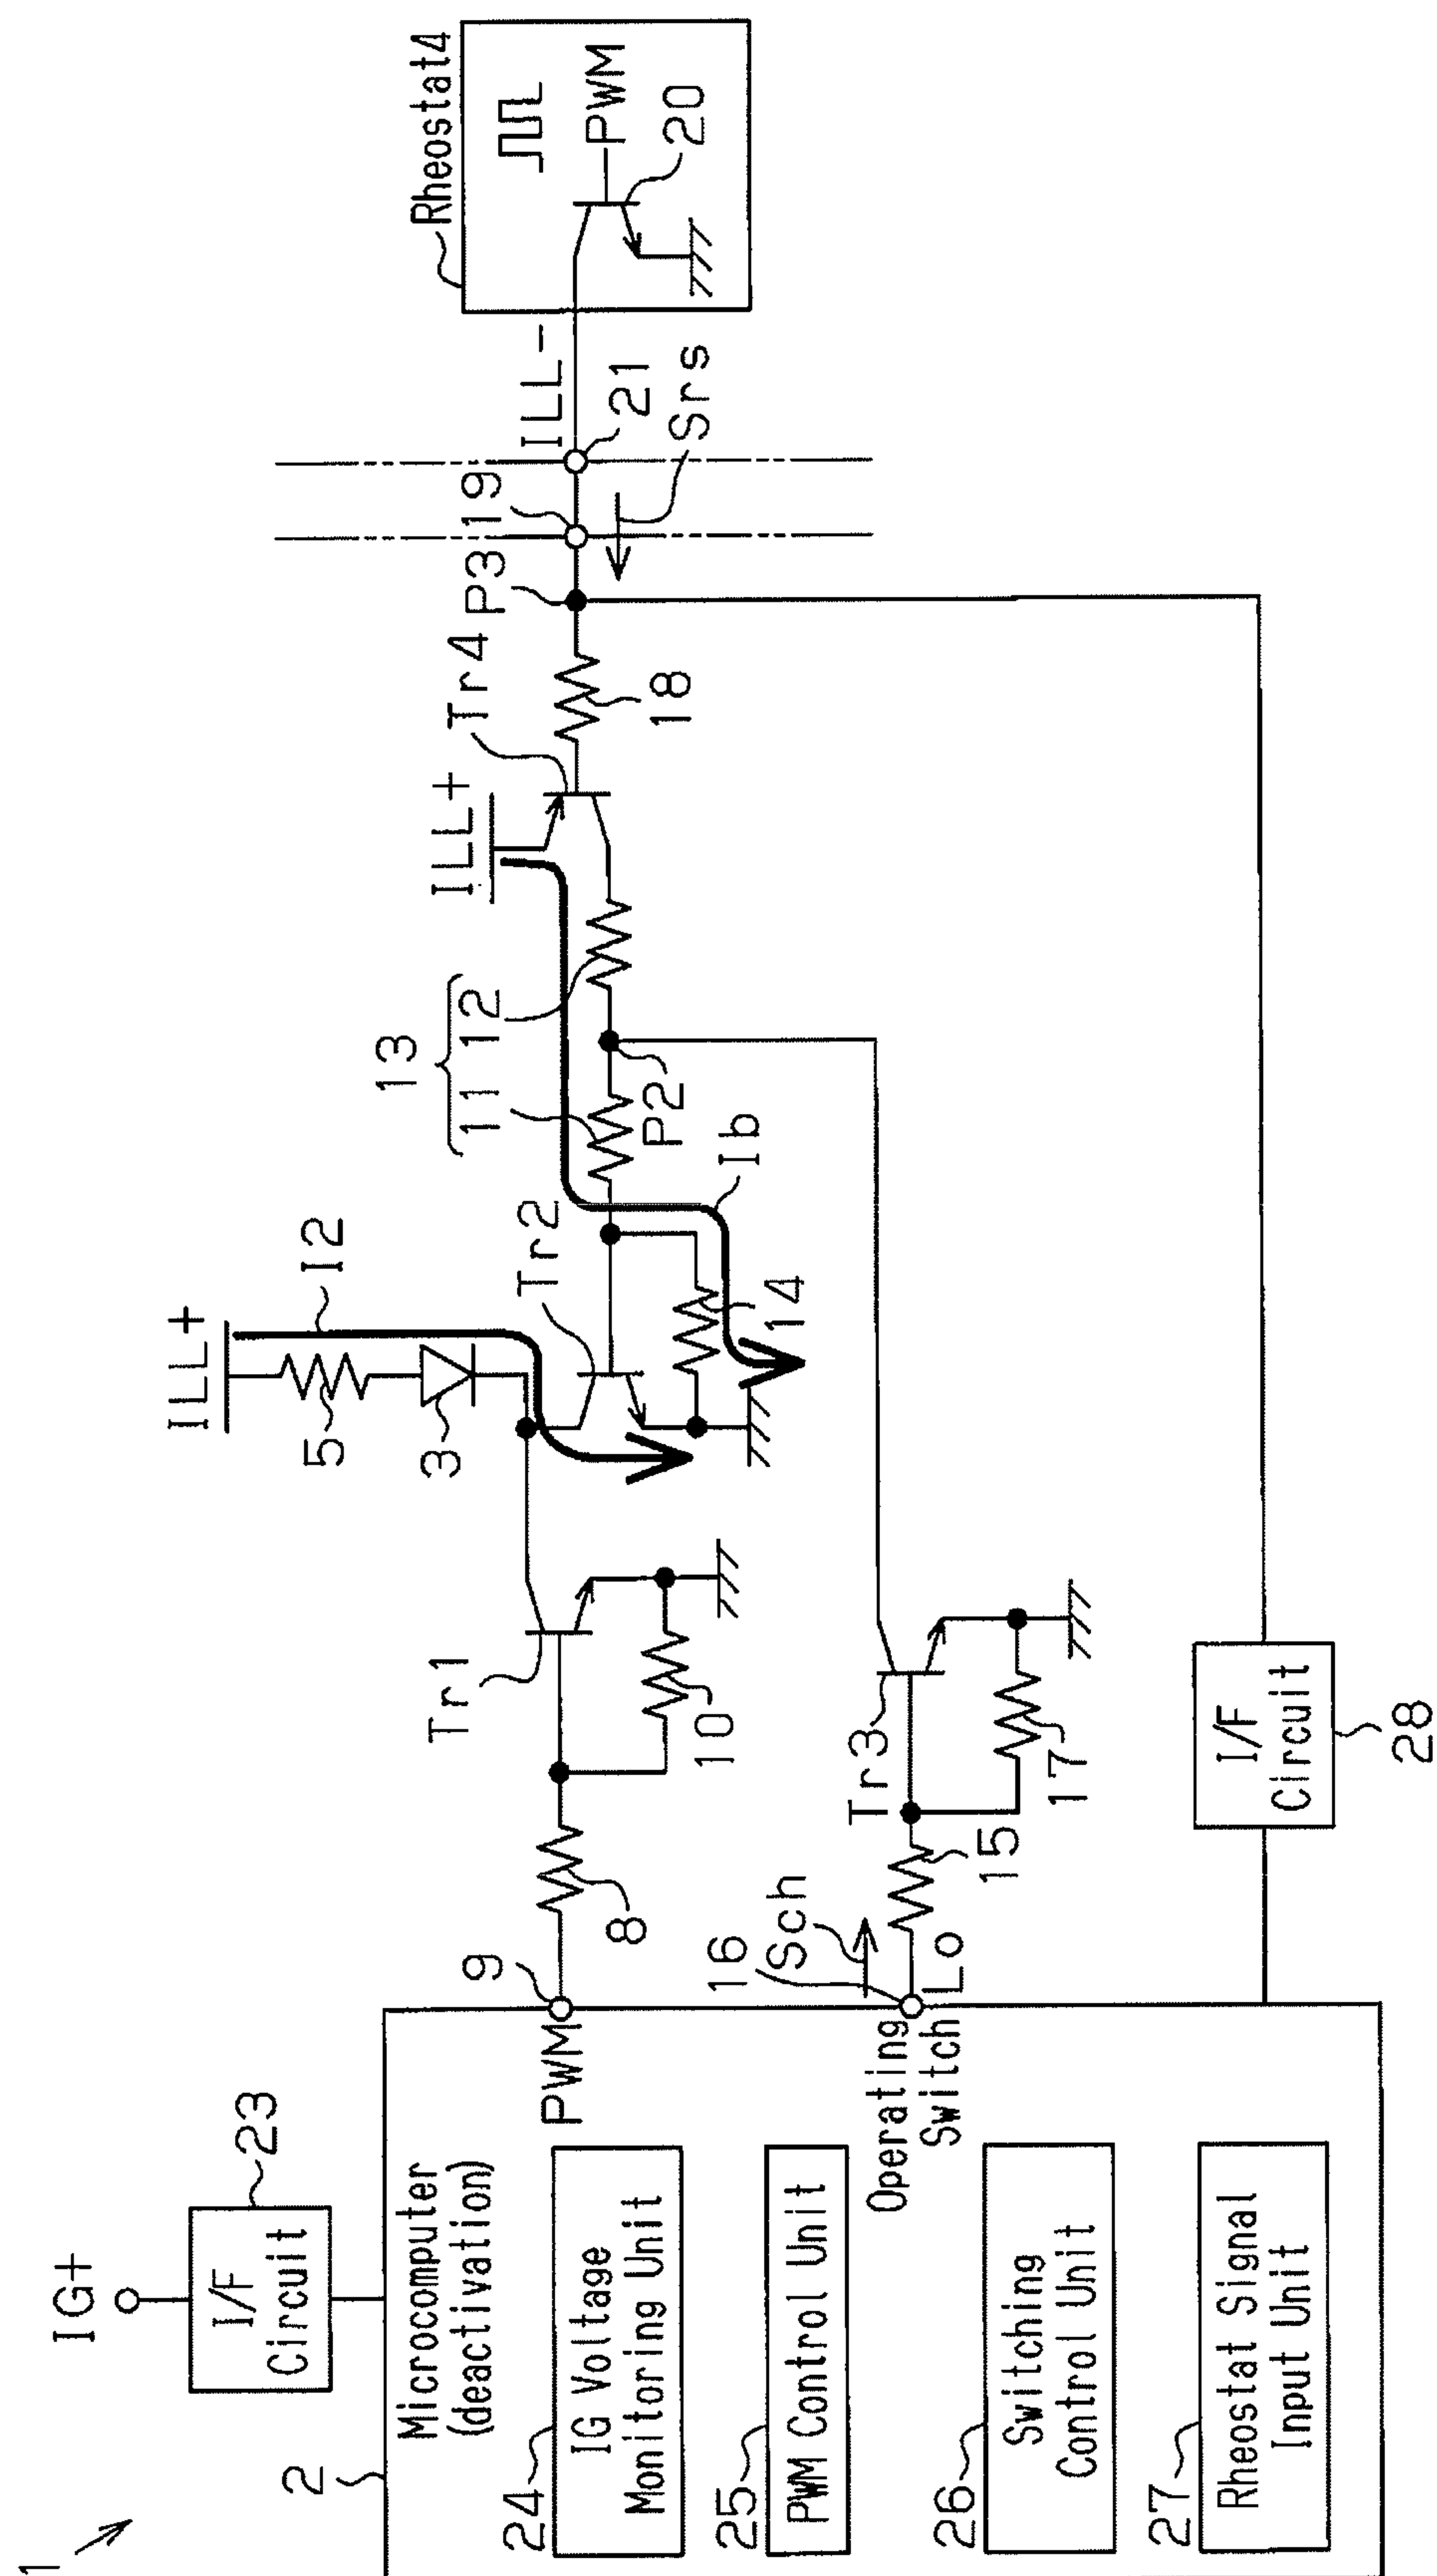 1
2
IG+
I/F
Circuit
23
Microcomputer
(deactivation)
24
IG Voltage
Monitoring Unit
25
PWM Control Unit
26
Switching
Control Unit
27
Rheostat Signal
Input Unit
PWM
9
Operating
Switch
16
Sch
Lo
8
10
Tr1
15
17
Tr3
I/F
Circuit
28
ILL+
I2
5
3
Tr2
14
Ib
13
11
12
P2
ILL+
Tr4
18
P3
19
21
Srs
ILL-
Rheostat4
PWM
20